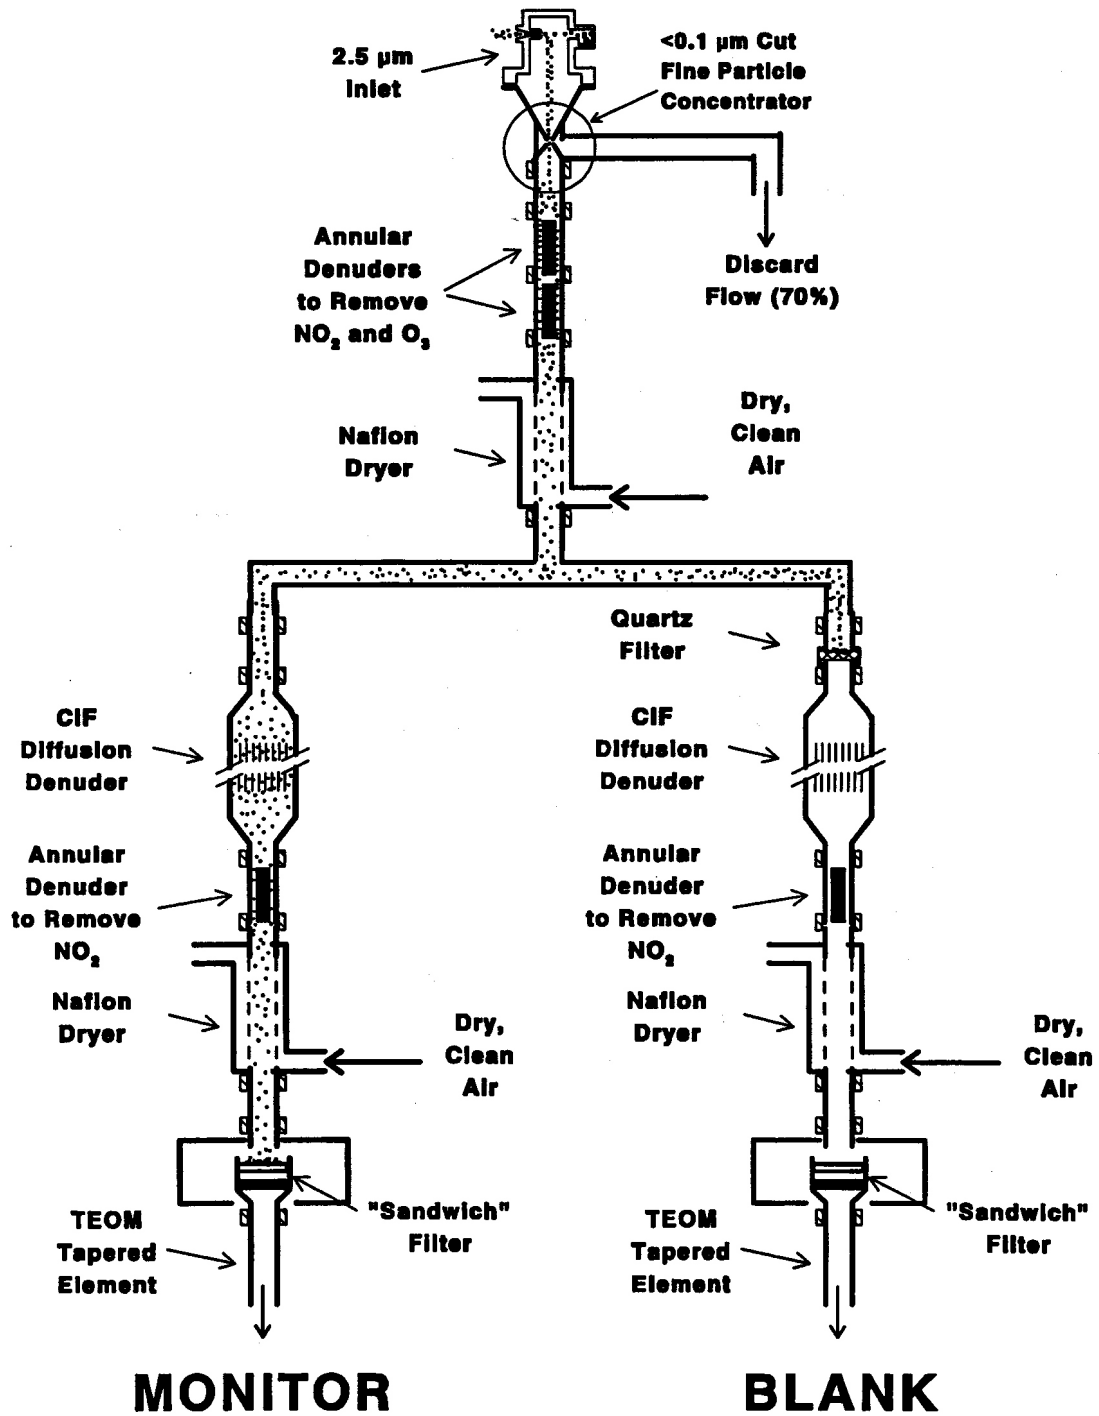 2.5 µm
Inlet
<0.1 µm Cut
Fine Particle
Concentrator
Annular
Denuders
to Remove
NO₂ and O₃
Discard
Flow (70%)
Nafion
Dryer
Dry,
Clean
Air
Quartz
Filter
CIF
Diffusion
Denuder
CIF
Diffusion
Denuder
Annular
Denuder
to Remove
NO₂
Annular
Denuder
to Remove
NO₂
Nafion
Dryer
Dry,
Clean
Air
Nafion
Dryer
Dry,
Clean
Air
TEOM
Tapered
Element
"Sandwich"
Filter
TEOM
Tapered
Element
"Sandwich"
Filter
MONITOR
BLANK